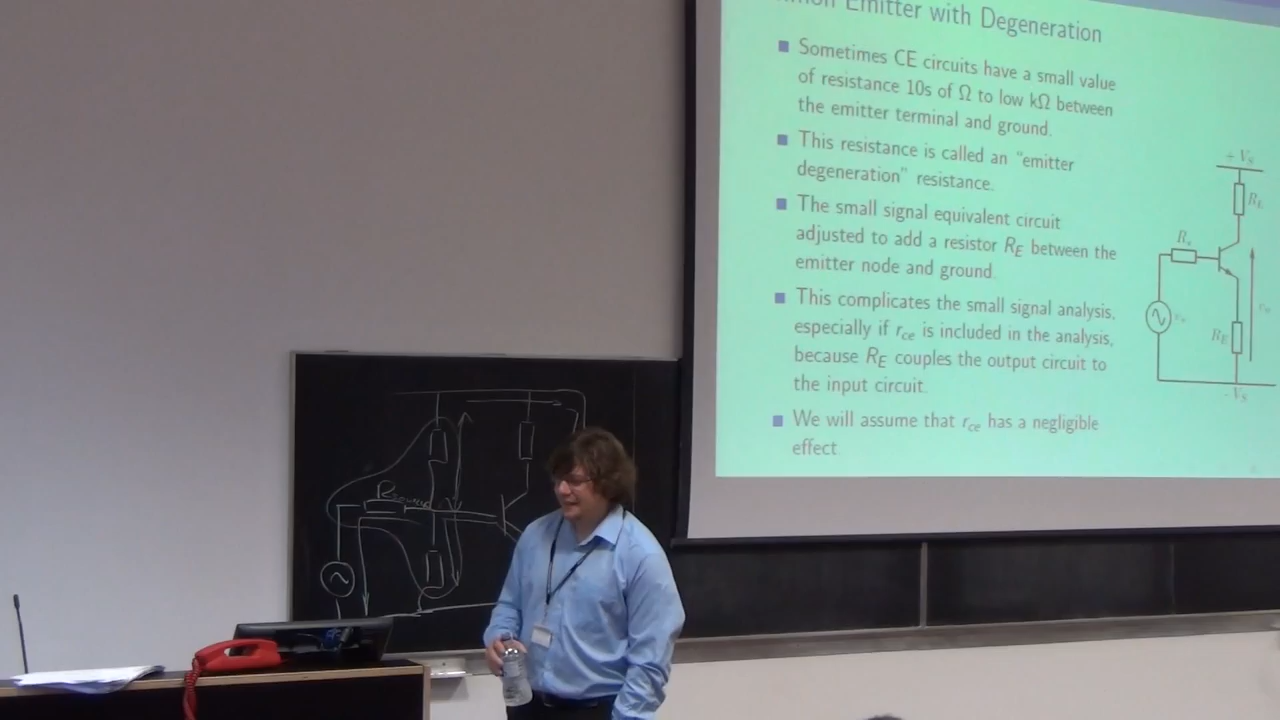 Emitter with Degeneration
Sometimes CE circuits have a small value
of resistance 10s of Ω to low kΩ between
the emitter terminal and ground.
This resistance is called an “emitter
degeneration” resistance.
The small signal equivalent circuit
adjusted to add a resistor R_E between the
emitter node and ground.
This complicates the small signal analysis,
especially if r_ce is included in the analysis,
because R_E couples the output circuit to
the input circuit.
We will assume that r_ce has a negligible
effect.
+ V_S
R_L
R_s
R_E
- V_S